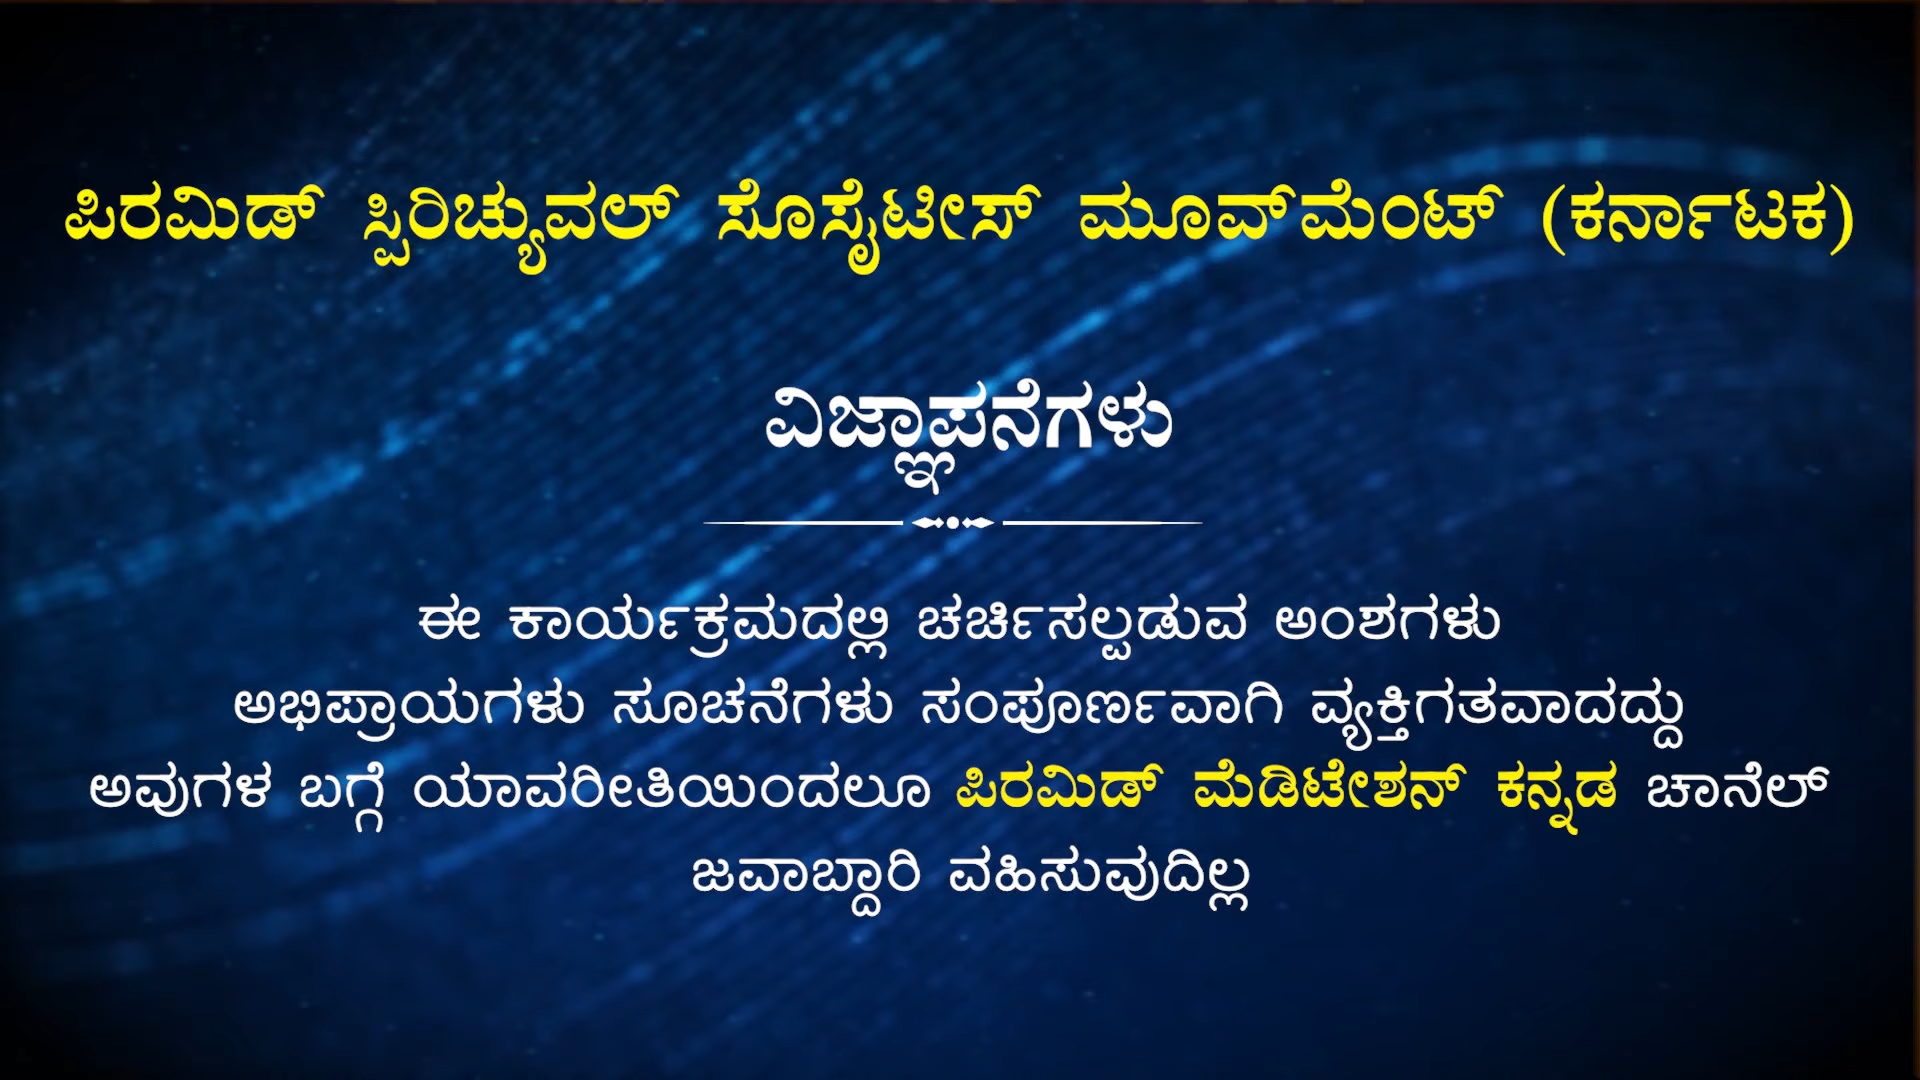 ಪಿರಮಿಡ್ ಸ್ಪಿರಿಚ್ಯುವಲ್ ಸೊಸೈಟೀಸ್ ಮೂವ್‌ಮೆಂಟ್ (ಕರ್ನಾಟಕ)
ವಿಜ್ಞಾಪನೆಗಳು
ಈ ಕಾರ್ಯಕ್ರಮದಲ್ಲಿ ಚರ್ಚಿಸಲ್ಪಡುವ ಅಂಶಗಳು
ಅಭಿಪ್ರಾಯಗಳು ಸೂಚನೆಗಳು ಸಂಪೂರ್ಣವಾಗಿ ವ್ಯಕ್ತಿಗತವಾದದ್ದು
ಅವುಗಳ ಬಗ್ಗೆ ಯಾವರೀತಿಯಿಂದಲೂ ಪಿರಮಿಡ್ ಮೆಡಿಟೇಶನ್ ಕನ್ನಡ ಚಾನೆಲ್
ಜವಾಬ್ದಾರಿ ವಹಿಸುವುದಿಲ್ಲ